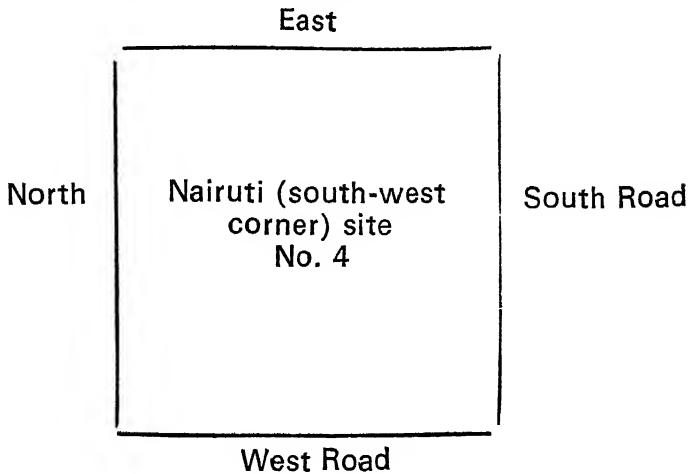 East
North
Nairuti (south-west
corner) site
No. 4
South Road
West Road